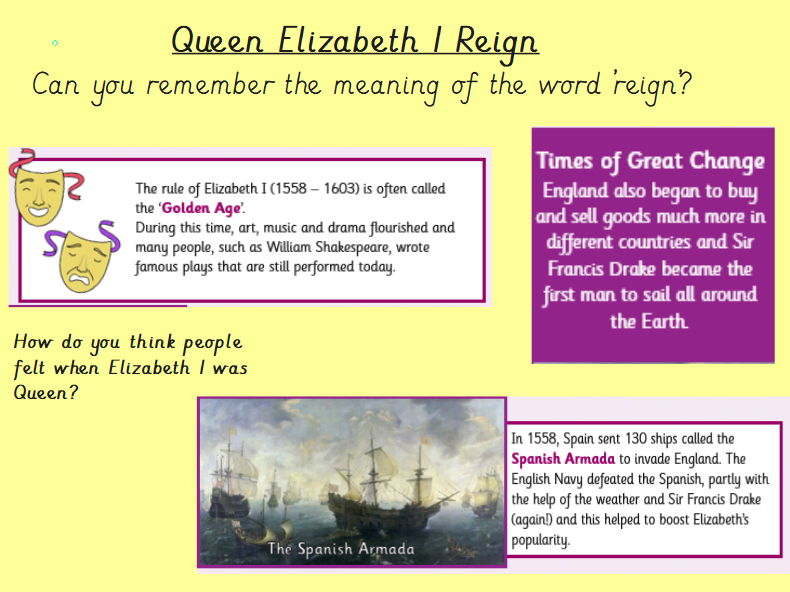 Queen Elizabeth I Reign
Can you remember the meaning of the word 'reign'?
The rule of Elizabeth I (1558 – 1603) is often called
the 'Golden Age'.
During this time, art, music and drama flourished and
many people, such as William Shakespeare, wrote
famous plays that are still performed today.
Times of Great Change
England also began to buy
and sell goods much more in
different countries and Sir
Francis Drake became the
first man to sail all around
the Earth.
How do you think people
felt when Elizabeth I was
Queen?
The Spanish Armada
In 1558, Spain sent 130 ships called the
Spanish Armada to invade England. The
English Navy defeated the Spanish, partly with
the help of the weather and Sir Francis Drake
(again!) and this helped to boost Elizabeth's
popularity.